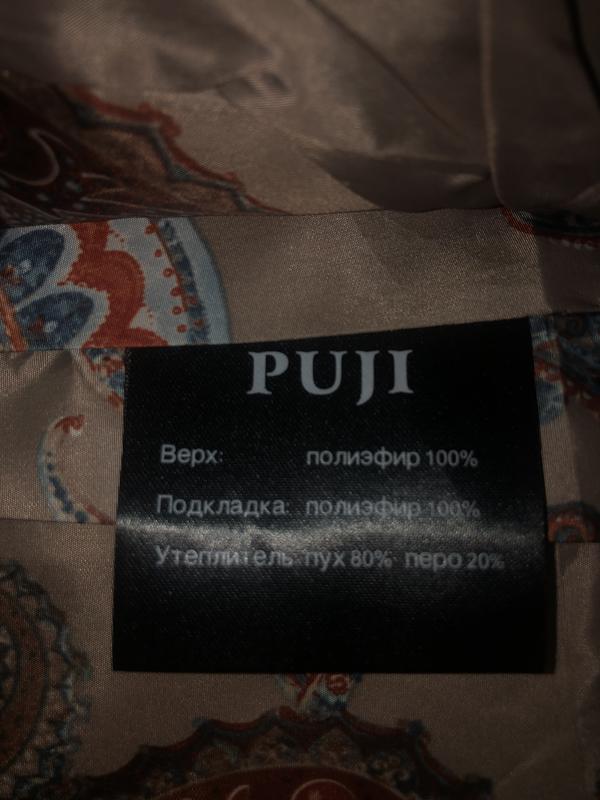 PUJI
Верх: полиэфир 100%
Подкладка: полиэфир 100%
Утеплитель пух 80% перо 20%